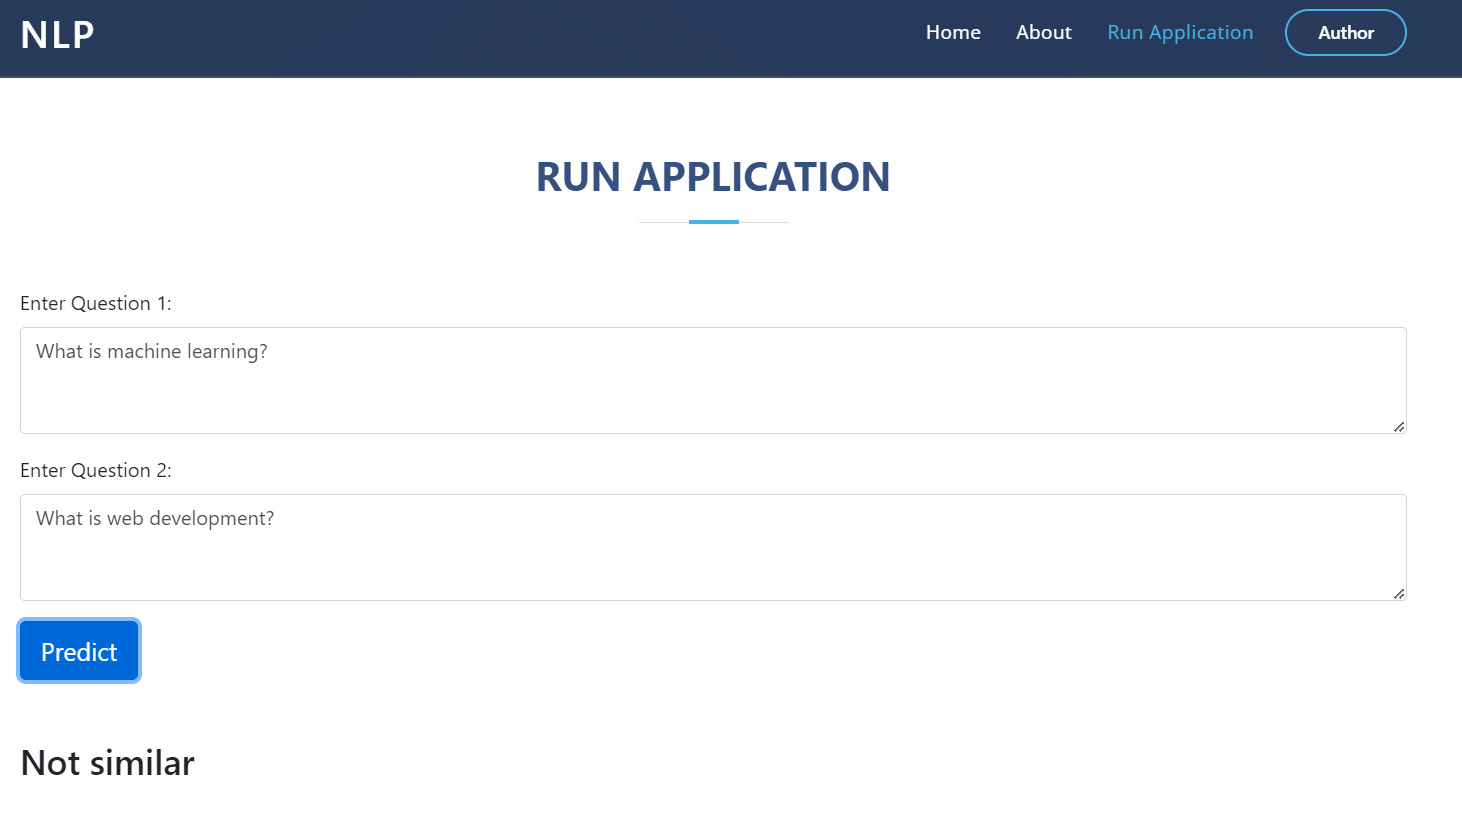 NLP
Home About Run Application Author
RUN APPLICATION
Enter Question 1:
What is machine learning?
Enter Question 2:
What is web development?
Predict
Not similar